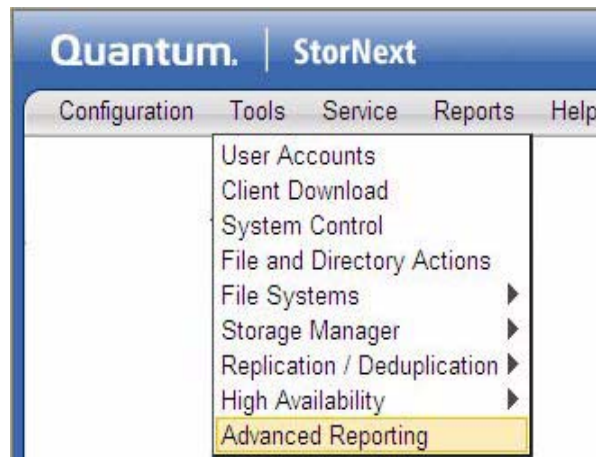 Quantum. | StorNext
Configuration Tools Service Reports Help
User Accounts
Client Download
System Control
File and Directory Actions
File Systems
Storage Manager
Replication / Deduplication
High Availability
Advanced Reporting